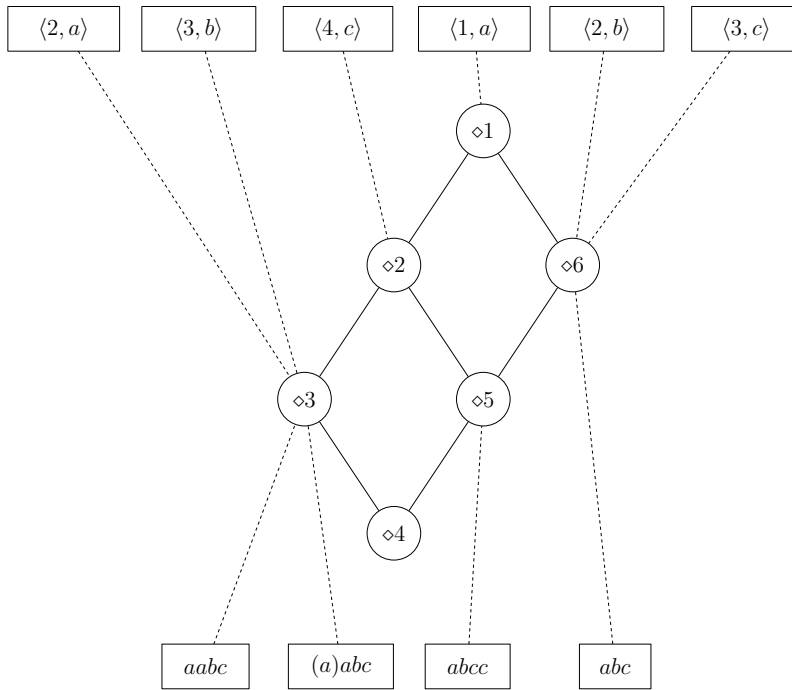 ⟨2, a⟩ ⟨3, b⟩ ⟨4, c⟩ ⟨1, a⟩ ⟨2, b⟩ ⟨3, c⟩
⋄1
⋄2 ⋄6
⋄3 ⋄5
⋄4
aabc (a)abc abcc abc